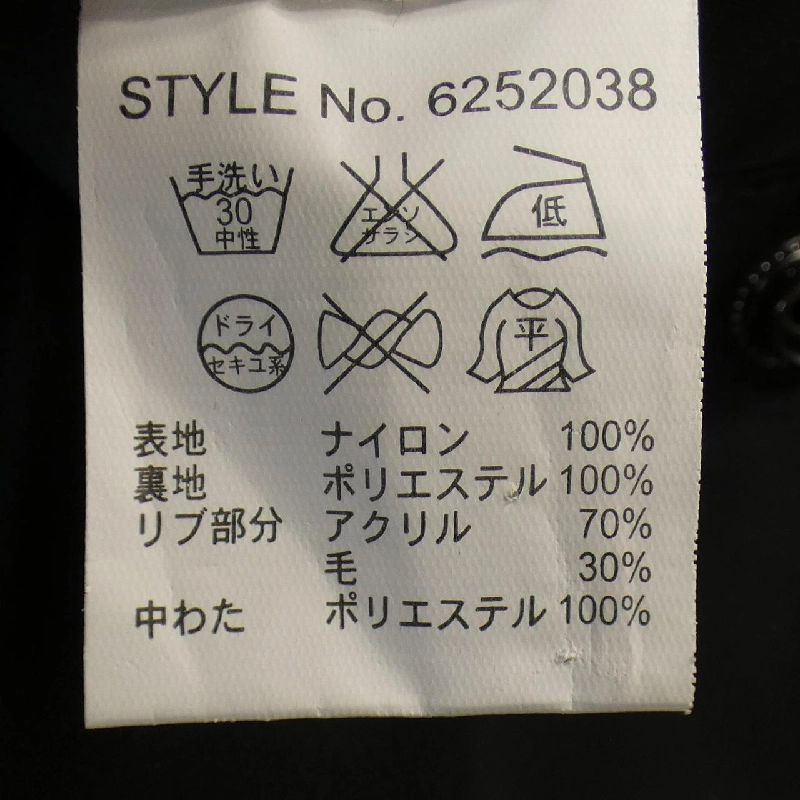 STYLE No. 6252038
手洗い
30
中性
エンソ
サラシ
低
ドライ
セキユ系
平
表地 ナイロン 100%
裏地 ポリエステル 100%
リブ部分 アクリル 70%
毛 30%
中わた ポリエステル 100%